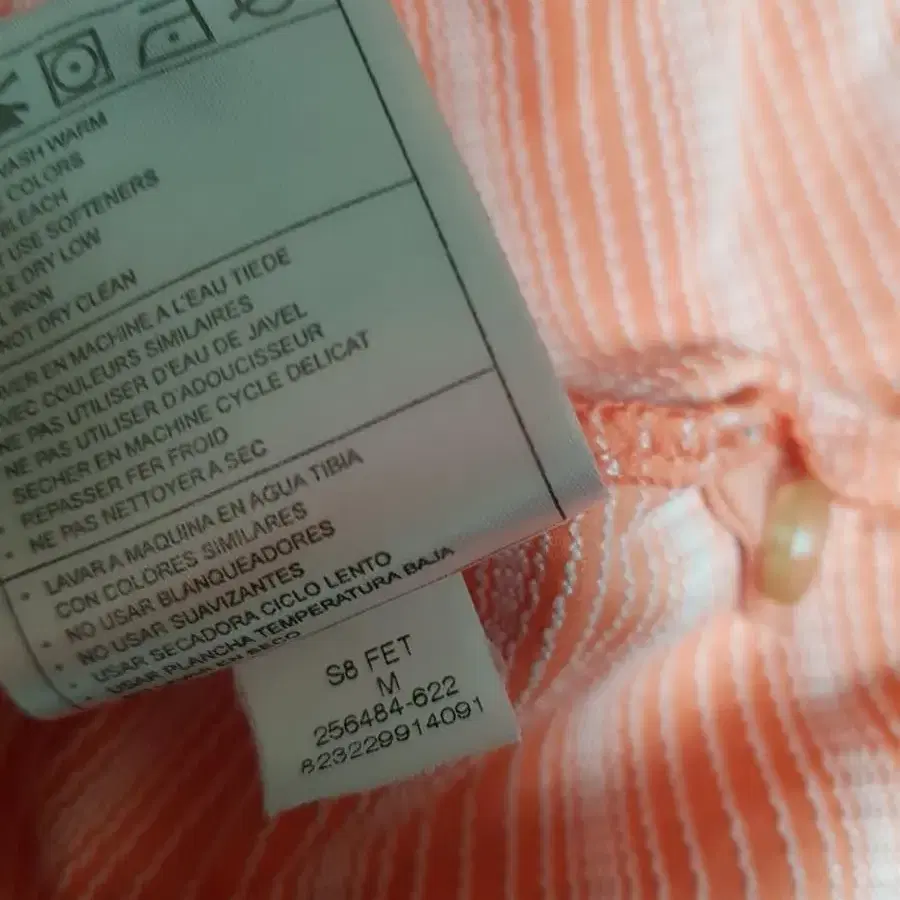 WASH WARM
COLORS
BLEACH
USE SOFTENERS
DRY LOW
IRON
NOT DRY CLEAN
EN MACHINE A L'EAU TIEDE
AVEC COULEURS SIMILAIRES
NE PAS UTILISER D'EAU DE JAVEL
NE PAS UTILISER D'ADOUCISSEUR
SECHER EN MACHINE CYCLE DELICAT
• REPASSER FER FROID
• NE PAS NETTOYER A SEC
• LAVAR A MAQUINA EN AGUA TIBIA
CON COLORES SIMILARES
• NO USAR BLANQUEADORES
• NO USAR SUAVIZANTES
• USAR SECADORA CICLO LENTO
• USAR PLANCHA TEMPERATURA BAJA
EN SECO
S8 FET
M
256484-622
823229914091